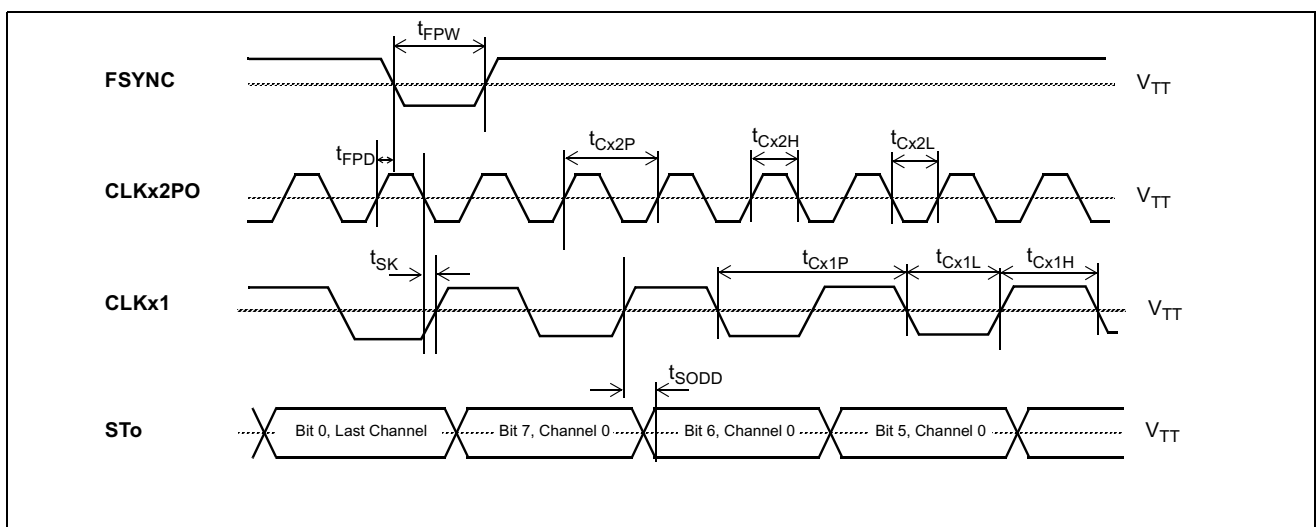 tFPW
FSYNC
VTT
tFPD
tCx2P
tCx2H
tCx2L
CLKx2PO
VTT
tSK
tCx1P
tCx1L
tCx1H
CLKx1
VTT
tSODD
STo
Bit 0, Last Channel
Bit 7, Channel 0
Bit 6, Channel 0
Bit 5, Channel 0
VTT